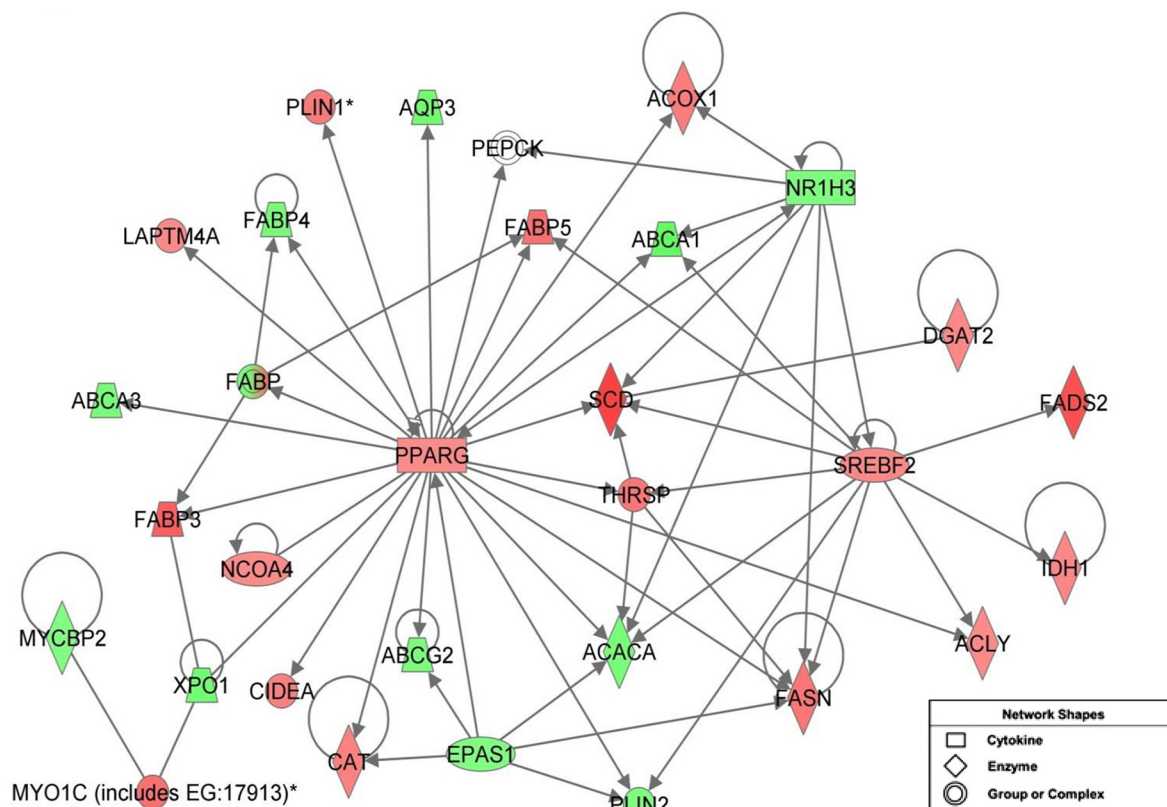 PLIN1*
AQP3
ACOX1
PEPCK
NR1H3
FABP4
FABP5
LAPTM4A
ABCA1
DGAT2
FABP
ABCA3
SCD
FADS2
PPARG
SREBF2
THRSP
FABP3
NCOA4
IDH1
MYCBP2
ABCG2
ACACA
ACLY
XPO1
CIDEA
FASN
EPAS1
CAT
MYO1C (includes EG:17913)*
PLIN2
Network Shapes
Cytokine
Enzyme
Group or Complex